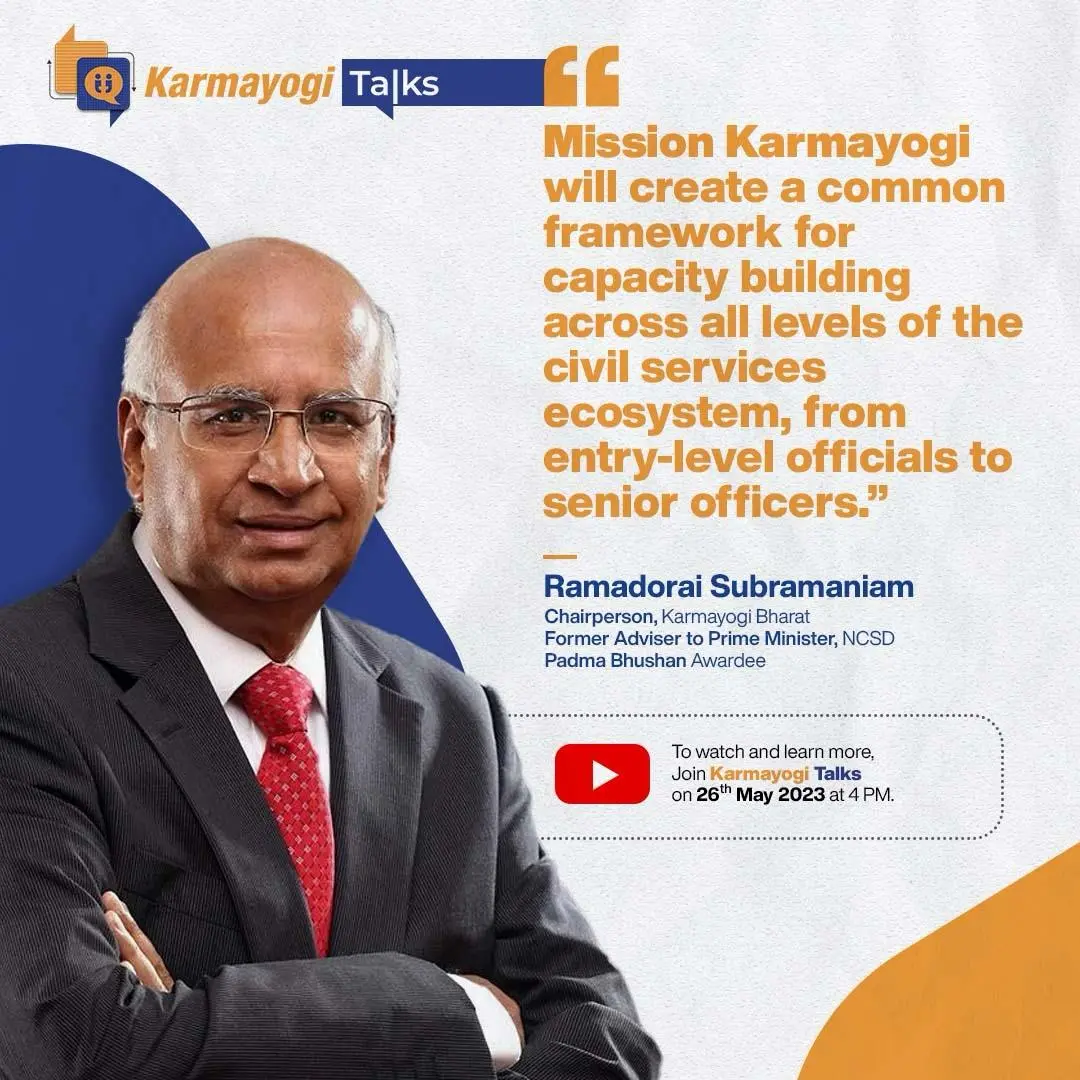 Karmayogi Talks
“
Mission Karmayogi
will create a common
framework for
capacity building
across all levels of the
civil services
ecosystem, from
entry-level officials to
senior officers.”
Ramadorai Subramaniam
Chairperson, Karmayogi Bharat
Former Adviser to Prime Minister, NCSD
Padma Bhushan Awardee
To watch and learn more,
Join Karmayogi Talks
on 26th May 2023 at 4 PM.